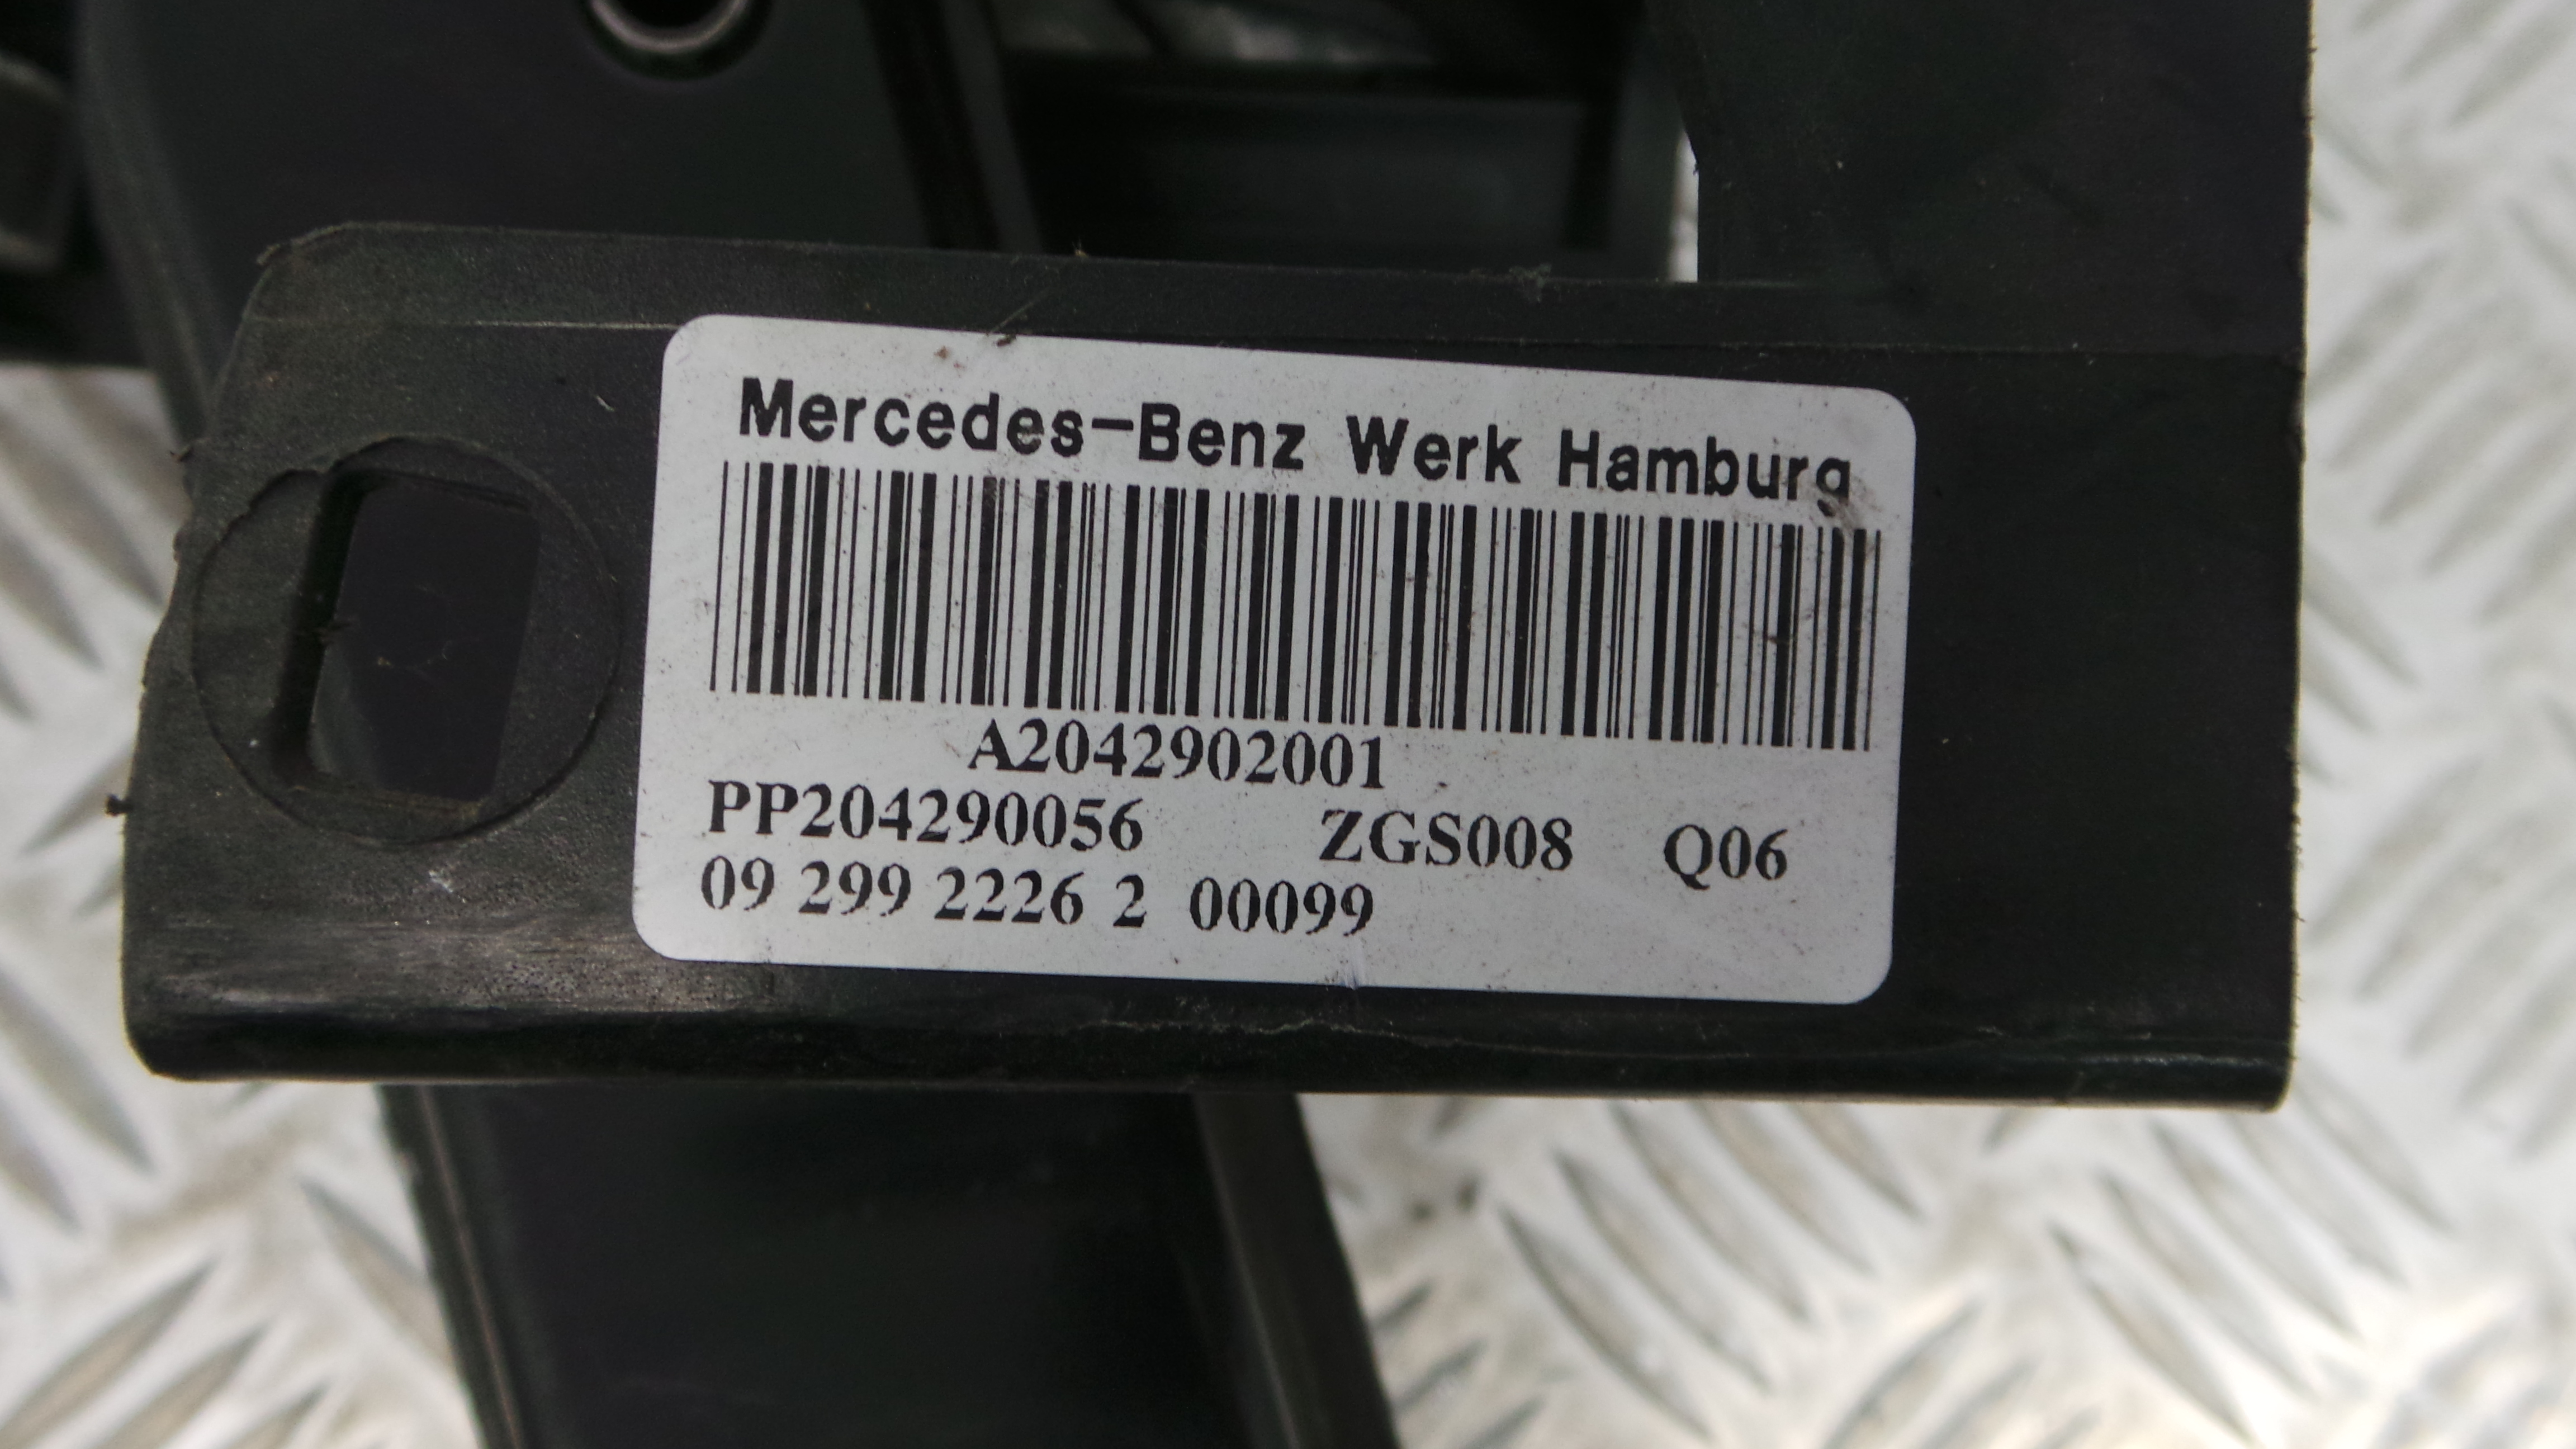 Mercedes-Benz Werk Hamburg
A2042902001
PP204290056 ZGS008 Q06
09 299 2226 2 00099